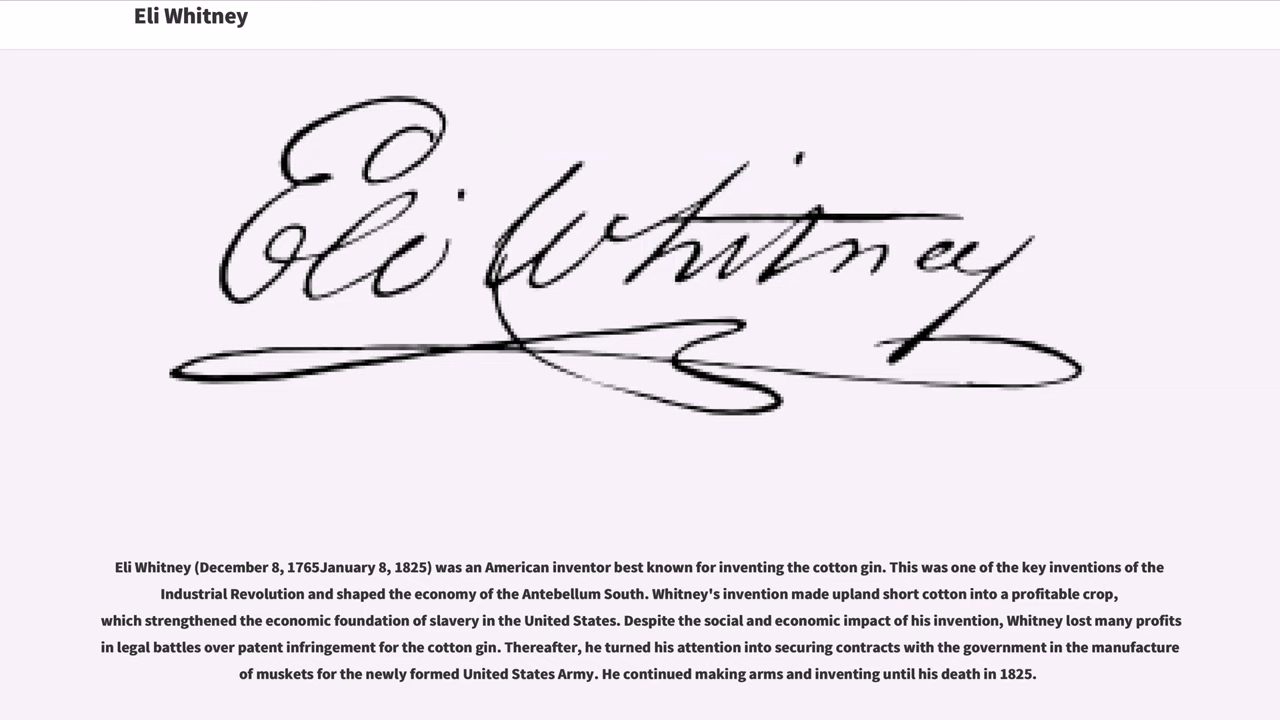 Eli Whitney
Eli Whitney
Eli Whitney (December 8, 1765January 8, 1825) was an American inventor best known for inventing the cotton gin. This was one of the key inventions of the
Industrial Revolution and shaped the economy of the Antebellum South. Whitney's invention made upland short cotton into a profitable crop,
which strengthened the economic foundation of slavery in the United States. Despite the social and economic impact of his invention, Whitney lost many profits
in legal battles over patent infringement for the cotton gin. Thereafter, he turned his attention into securing contracts with the government in the manufacture
of muskets for the newly formed United States Army. He continued making arms and inventing until his death in 1825.